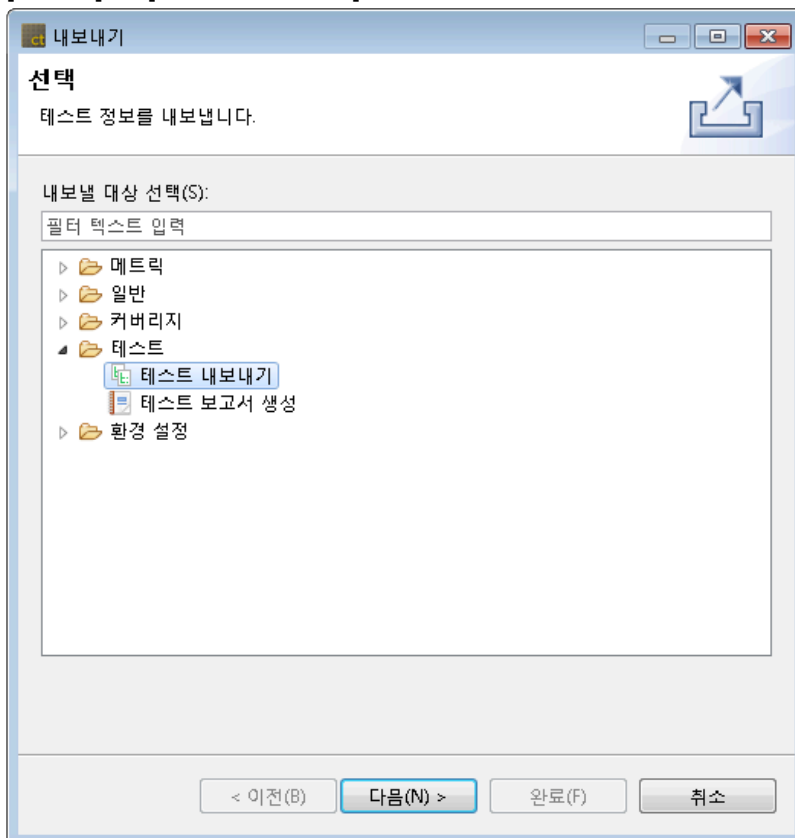 ct 내보내기
선택
테스트 정보를 내보냅니다.
내보낼 대상 선택(S):
필터 텍스트 입력
메트릭
일반
커버리지
테스트
테스트 내보내기
테스트 보고서 생성
환경 설정
< 이전(B) 다음(N) > 완료(F) 취소